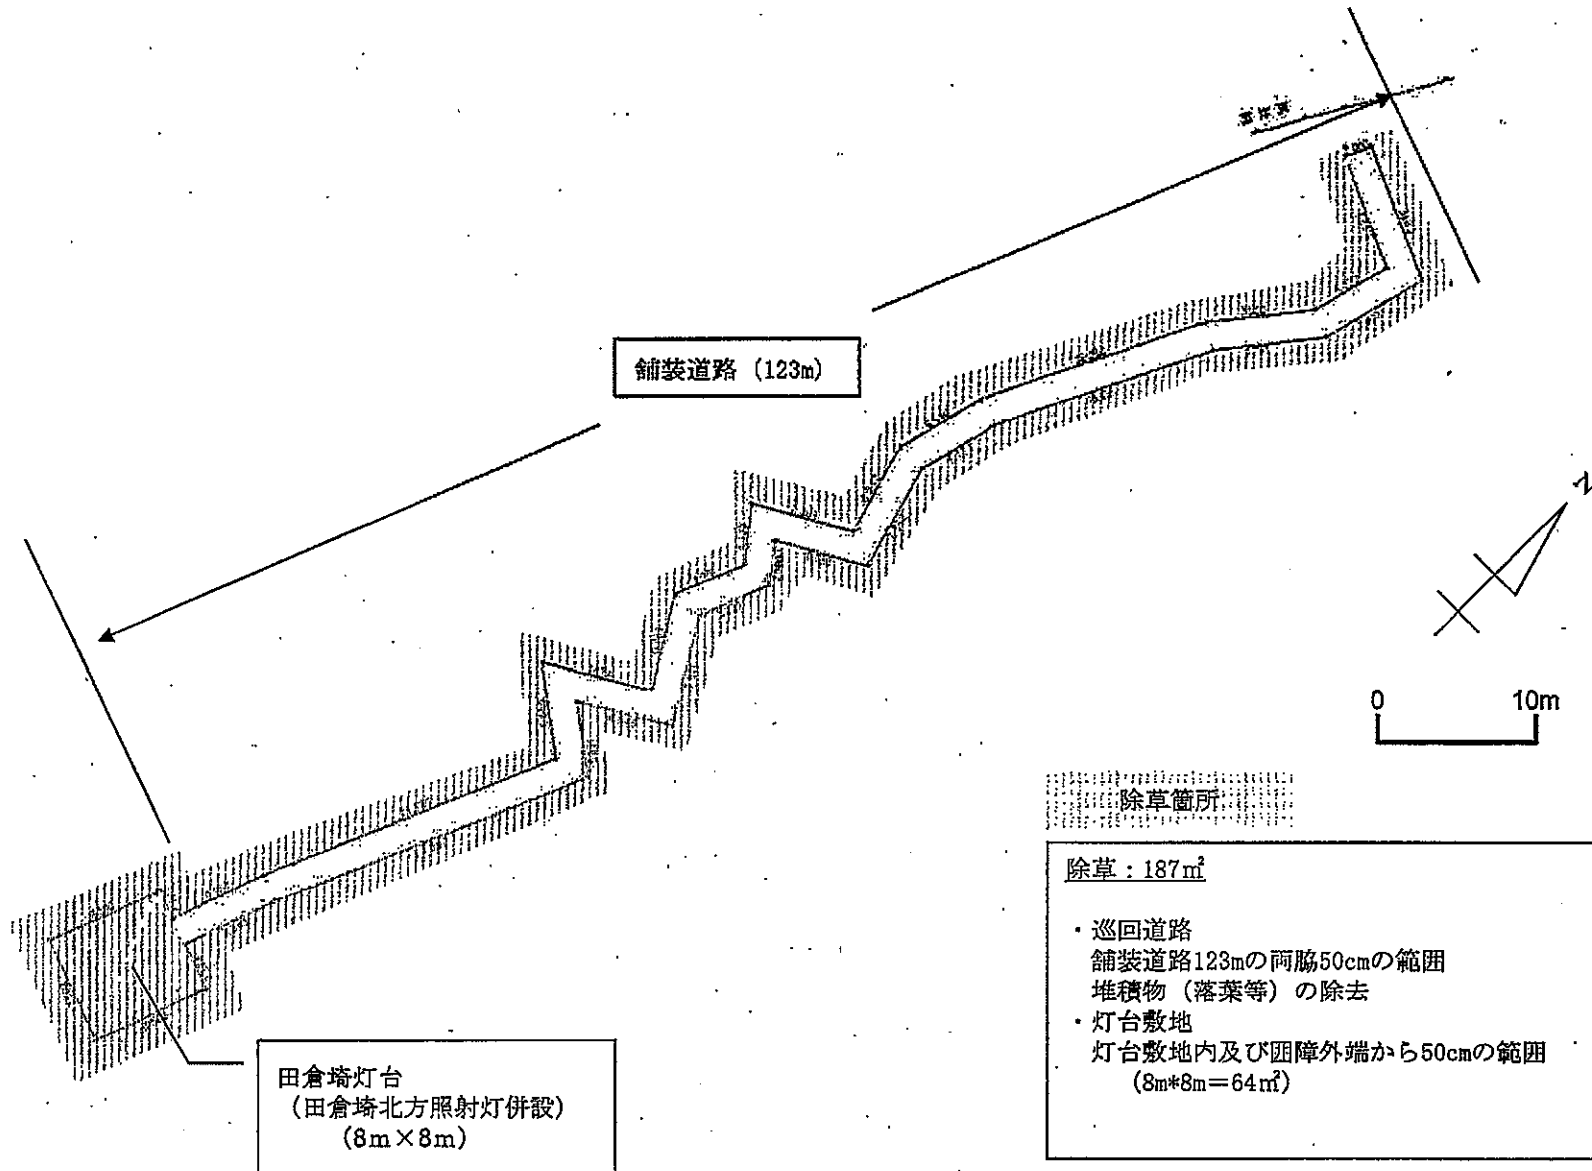 舗装道路 (123m)
N
0 10m
除草箇所
除草：187㎡
・巡回道路
舗装道路123mの両脇50cmの範囲
堆積物（落葉等）の除去
・灯台敷地
灯台敷地内及び囲障外端から50cmの範囲
(8m*8m＝64㎡)
田倉埼灯台
（田倉埼北方照射灯併設）
(8m×8m)